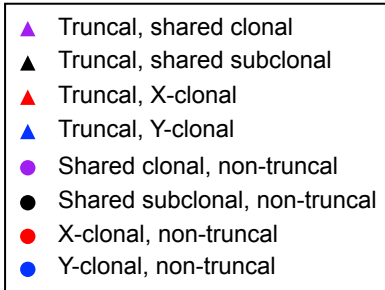 Truncal, shared clonal
Truncal, shared subclonal
Truncal, X-clonal
Truncal, Y-clonal
Shared clonal, non-truncal
Shared subclonal, non-truncal
X-clonal, non-truncal
Y-clonal, non-truncal